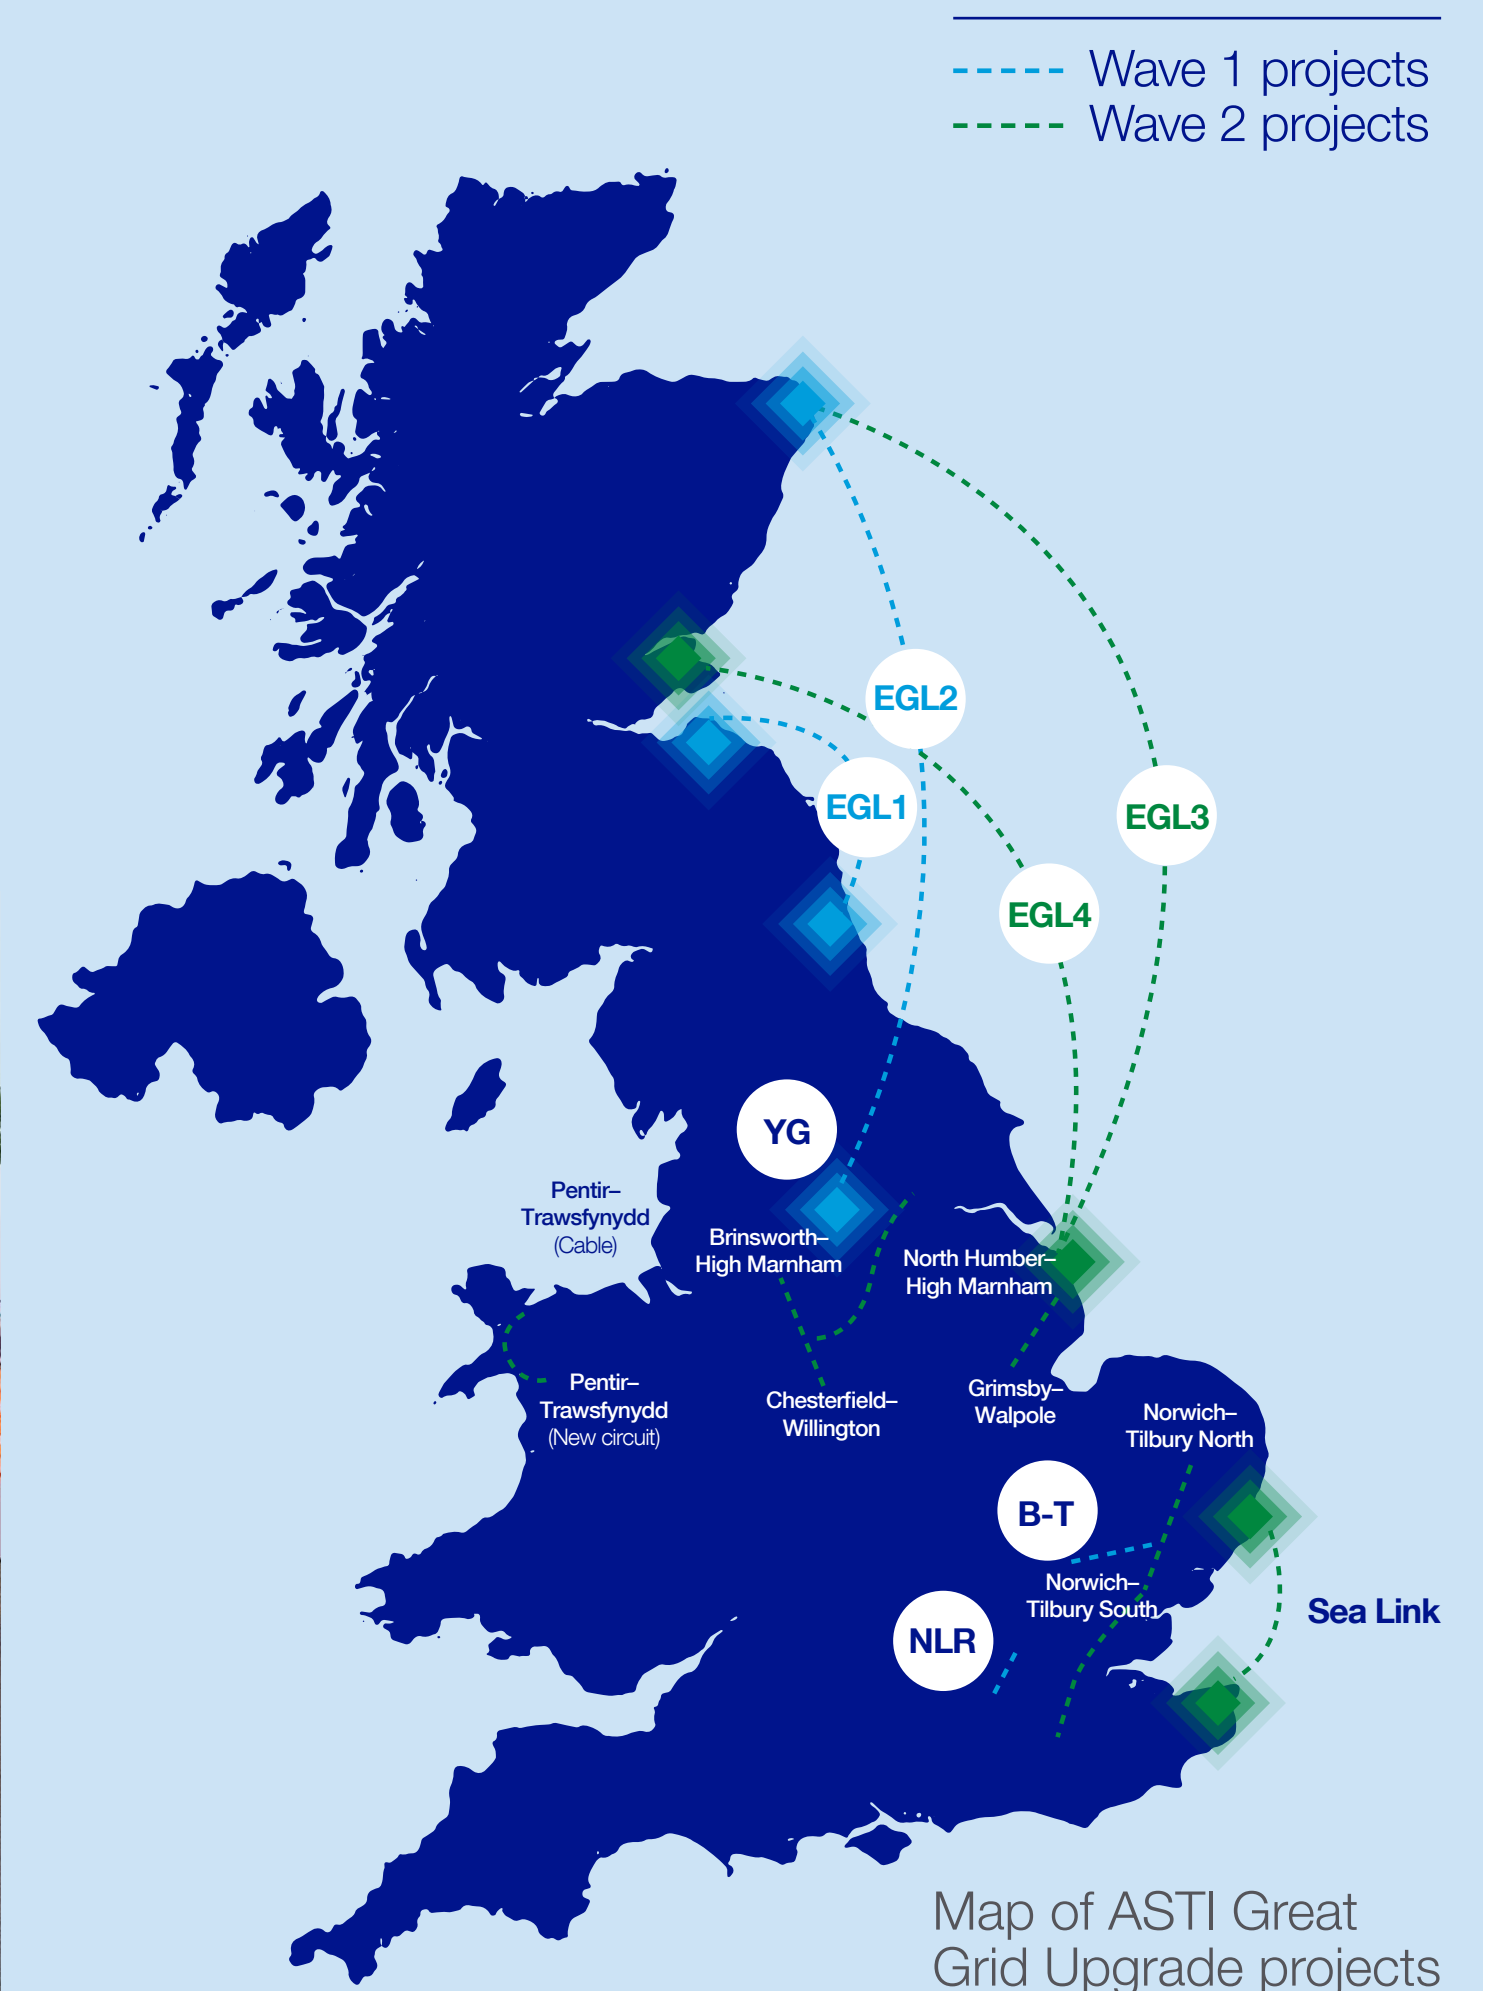 Wave 1 projects
Wave 2 projects
EGL2
EGL1
EGL3
EGL4
YG
Pentir–
Trawsfynydd
(Cable)
Brinsworth–
High Marnham
North Humber–
High Marnham
Pentir–
Trawsfynydd
(New circuit)
Chesterfield–
Willington
Grimsby–
Walpole
Norwich–
Tilbury North
B-T
Norwich–
Tilbury South
Sea Link
NLR
Map of ASTI Great
Grid Upgrade projects